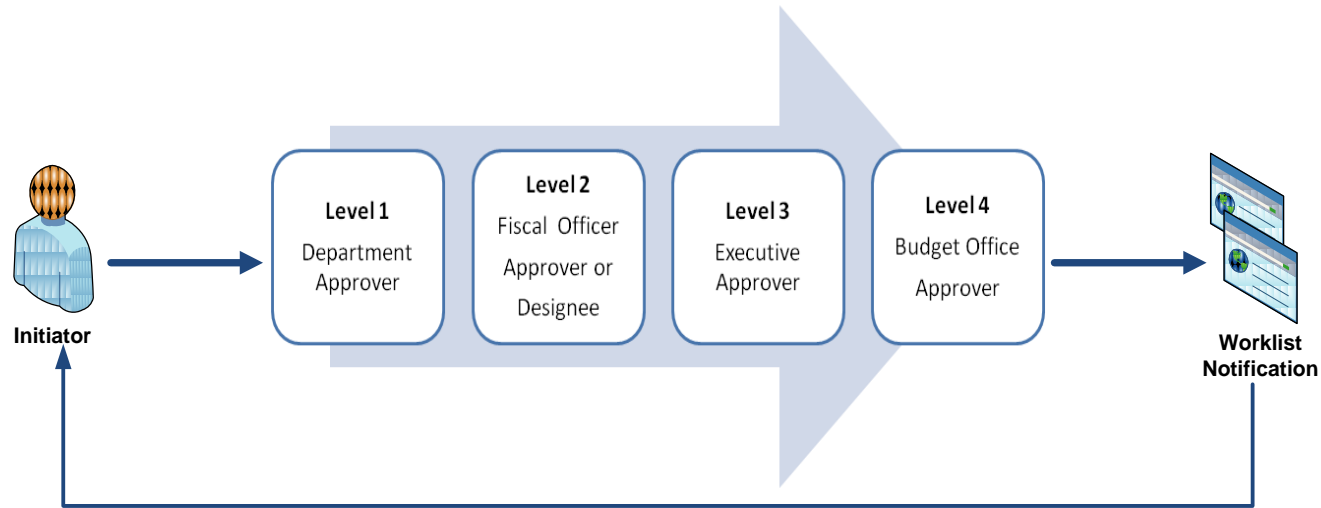 Initiator
Level 1
Department
Approver
Level 2
Fiscal Officer
Approver or
Designee
Level 3
Executive
Approver
Level 4
Budget Office
Approver
Worklist
Notification